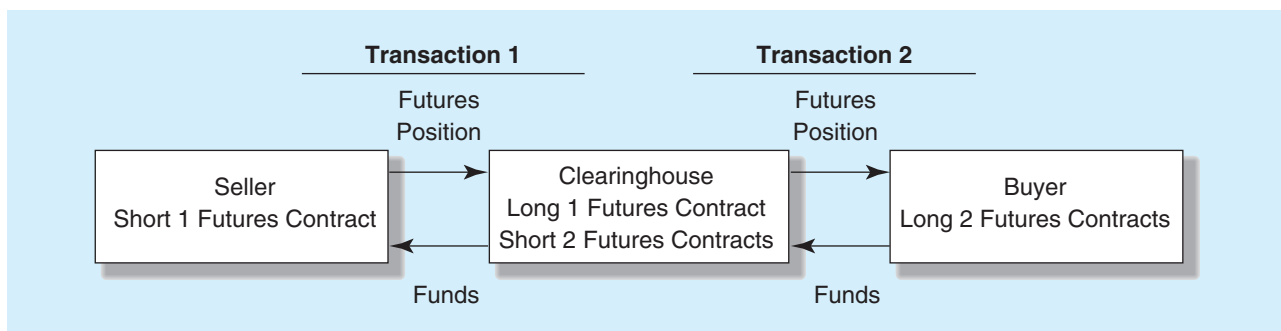 Transaction 1
Transaction 2
Futures
Position
Futures
Position
Seller
Short 1 Futures Contract
Clearinghouse
Long 1 Futures Contract
Short 2 Futures Contracts
Buyer
Long 2 Futures Contracts
Funds
Funds